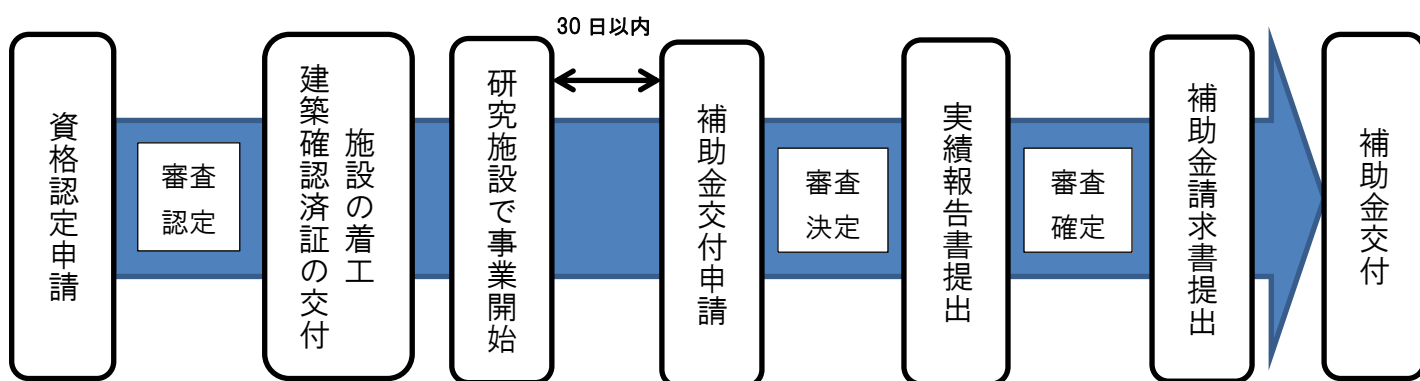 30日以内
資格認定申請
審査
認定
施設の着工
建築確認済証の交付
研究施設で事業開始
補助金交付申請
審査
決定
実績報告書提出
審査
確定
補助金請求書提出
補助金交付